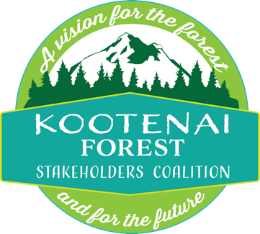 A vision for the forest
KOOTENAI
FOREST
STAKEHOLDERS COALITION
and for the future